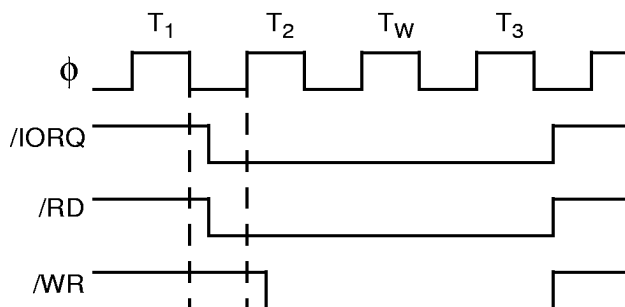 T1 T2 TW T3
ϕ
/IORQ
/RD
/WR